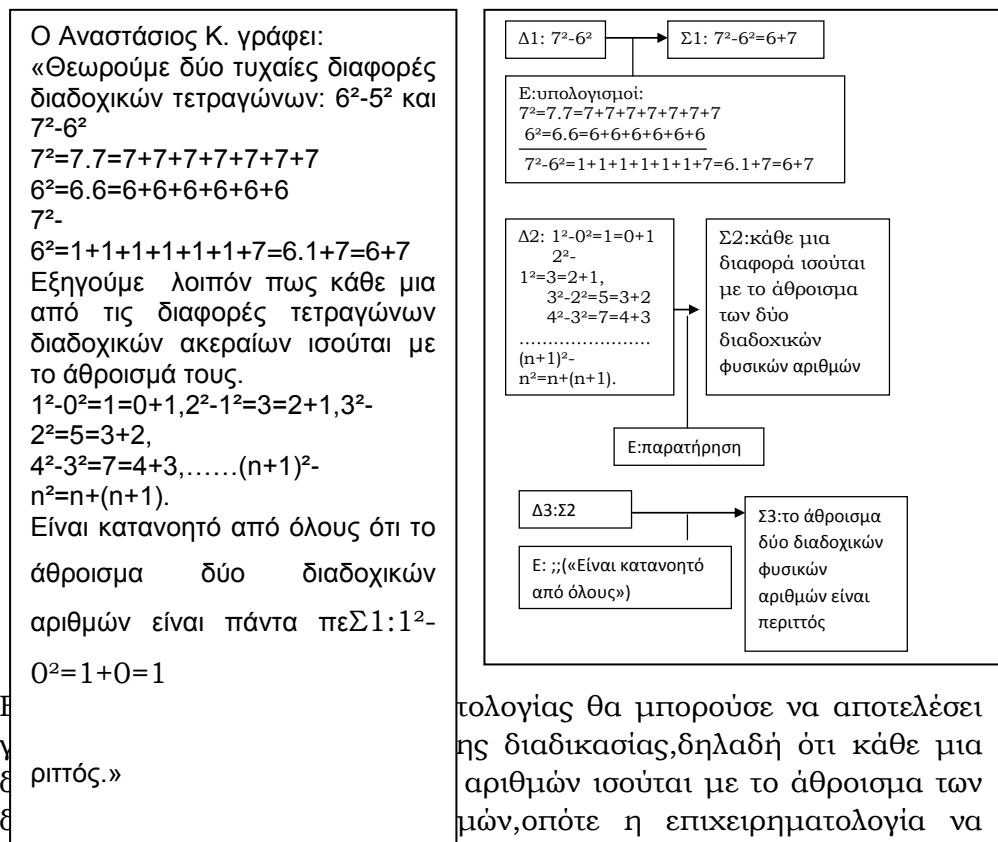 Ο Αναστάσιος Κ. γράφει:
«Θεωρούμε δύο τυχαίες διαφορές
διαδοχικών τετραγώνων: 6²-5² και
7²-6²
7²=7.7=7+7+7+7+7+7+7
6²=6.6=6+6+6+6+6+6
7²-
6²=1+1+1+1+1+1+7=6.1+7=6+7
Εξηγούμε λοιπόν πως κάθε μια
από τις διαφορές τετραγώνων
διαδοχικών ακεραίων ισούται με
το άθροισμά τους.
1²-0²=1=0+1,2²-1²=3=2+1,3²-
2²=5=3+2,
4²-3²=7=4+3,......(n+1)²-
n²=n+(n+1).
Είναι κατανοητό από όλους ότι το
άθροισμα δύο διαδοχικών
αριθμών είναι πάντα πεΣ1:1²-
0²=1+0=1
ριττός.»
Δ1: 7²-6²
Σ1: 7²-6²=6+7
Ε:υπολογισμοί:
7²=7.7=7+7+7+7+7+7+7
6²=6.6=6+6+6+6+6+6
7²-6²=1+1+1+1+1+1+7=6.1+7=6+7
Δ2: 1²-0²=1=0+1
2²-
1²=3=2+1,
3²-2²=5=3+2
4²-3²=7=4+3
.......................
(n+1)²-
n²=n+(n+1).
Σ2:κάθε μια
διαφορά ισούται
με το άθροισμα
των δύο
διαδοχικών
φυσικών αριθμών
Ε:παρατήρηση
Δ3:Σ2
Σ3:το άθροισμα
δύο διαδοχικών
φυσικών
αριθμών είναι
περιττός
Ε: ;;(«Είναι κατανοητό
από όλους»)
τολογίας θα μπορούσε να αποτελέσει
ης διαδικασίας,δηλαδή ότι κάθε μια
αριθμών ισούται με το άθροισμα των
μών,οπότε η επιχειρηματολογία να